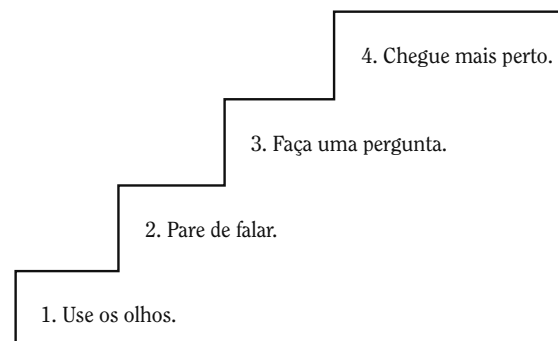 4. Chegue mais perto.
3. Faça uma pergunta.
2. Pare de falar.
1. Use os olhos.